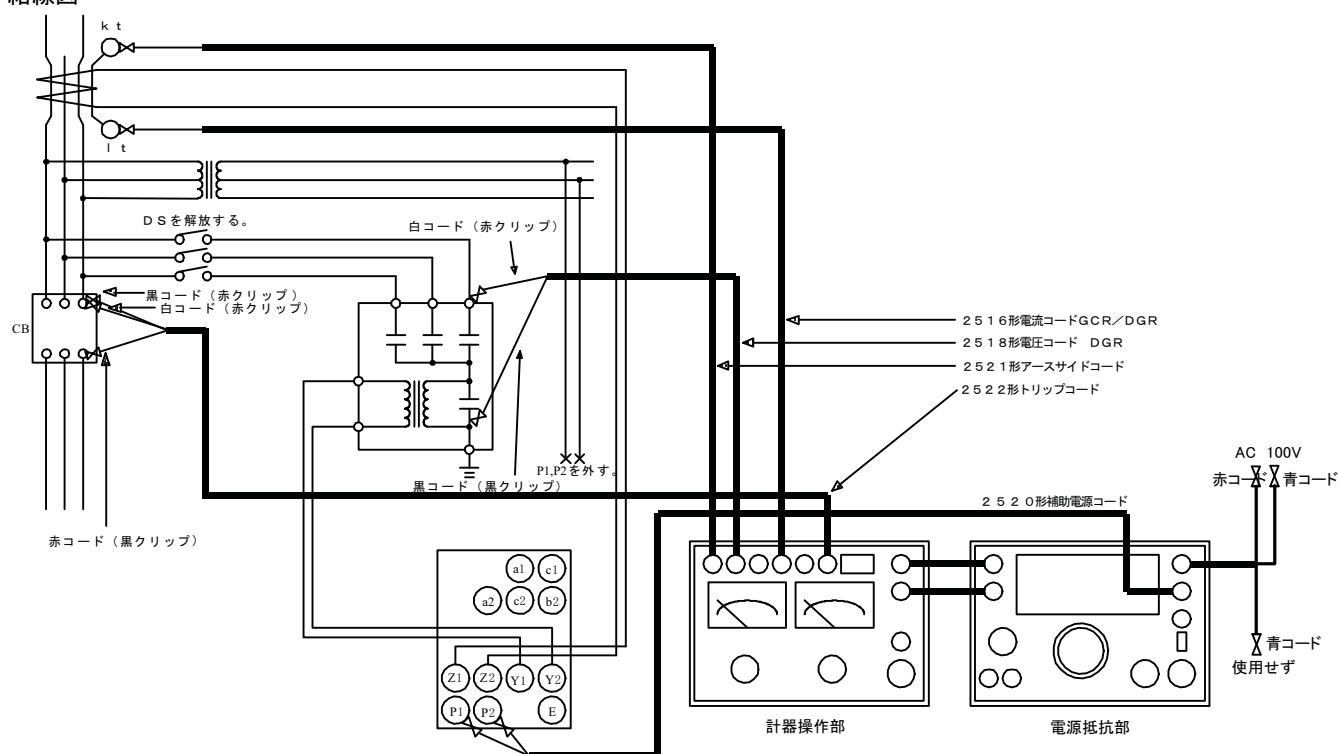 結線図
k t
l t
DSを解放する。
白コード（赤クリップ）
黒コード（赤クリップ）
白コード（赤クリップ）
CB
2516形電流コードGCR／DGR
2518形電圧コード DGR
2521形アースサイドコード
2522形トリップコード
P1,P2を外す。
黒コード（黒クリップ）
AC 100V
赤コード
青コード
2520形補助電源コード
赤コード（黒クリップ）
a1
c1
a2
c2
b2
青コード
使用せず
Z1
Z2
Y1
Y2
P1
P2
E
計器操作部
電源抵抗部